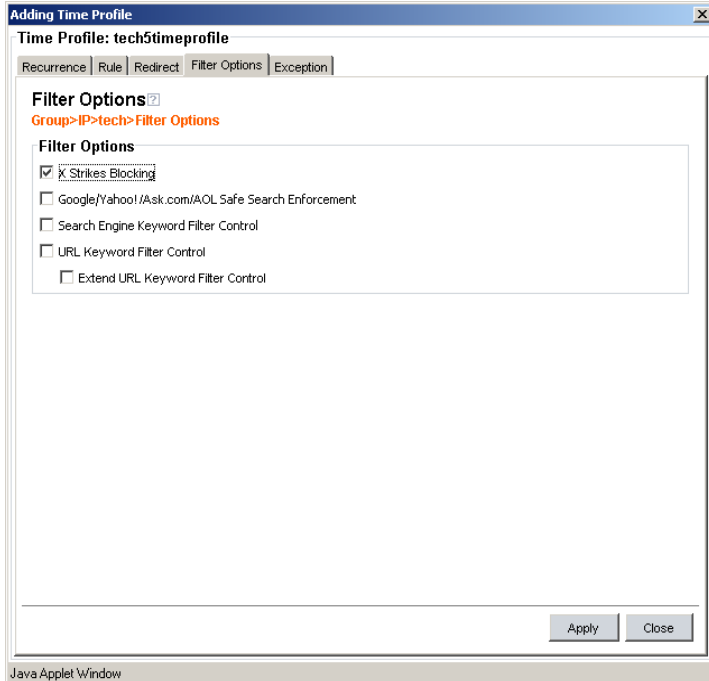 Adding Time Profile
Time Profile: tech5timeprofile
Recurrence Rule Redirect Filter Options Exception
Filter Options ?
Group>IP>tech>Filter Options
Filter Options
X Strikes Blocking
Google/Yahoo!/Ask.com/AOL Safe Search Enforcement
Search Engine Keyword Filter Control
URL Keyword Filter Control
Extend URL Keyword Filter Control
Apply Close
Java Applet Window